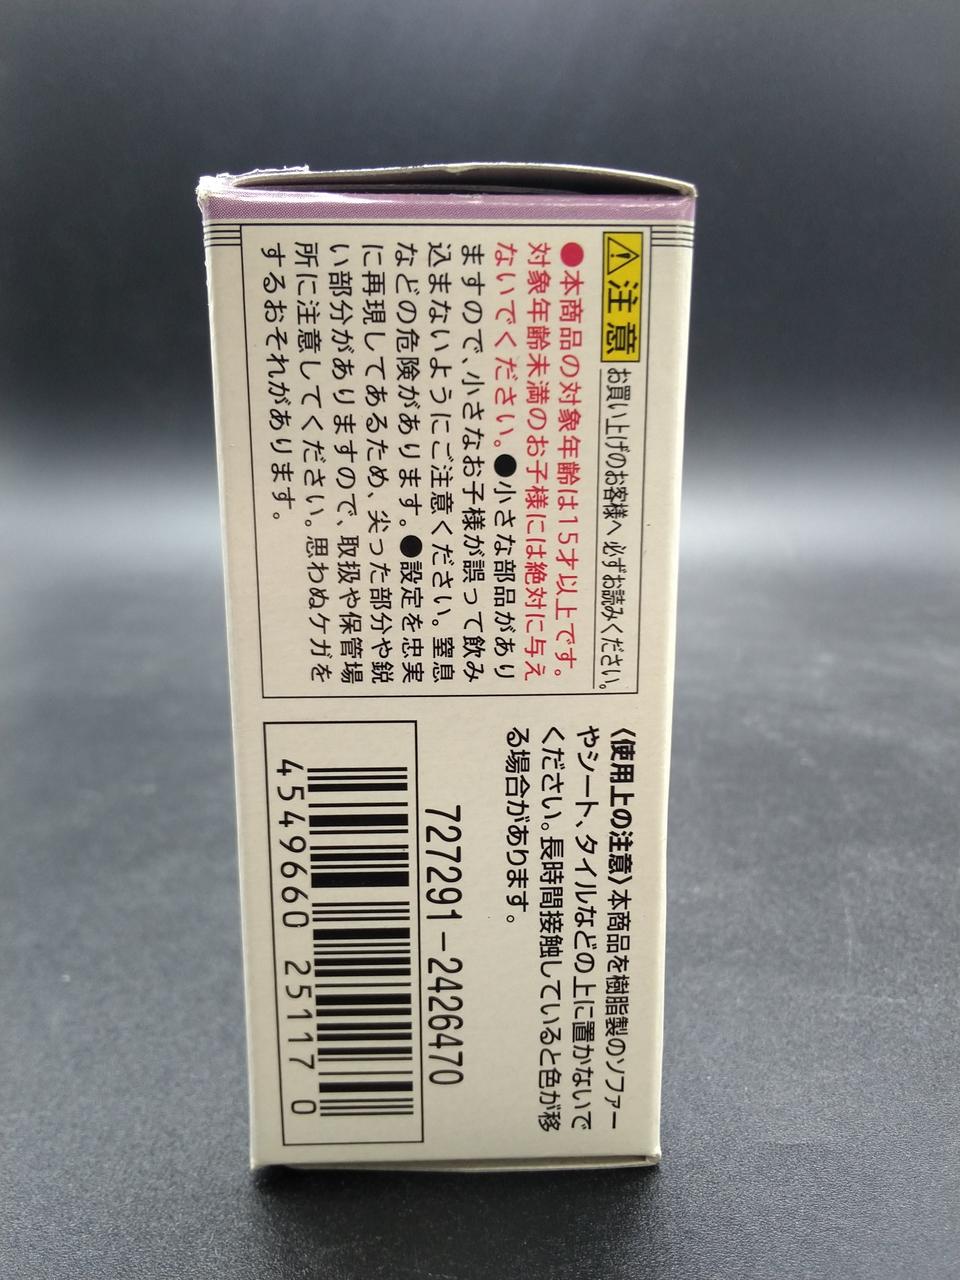 ⚠注意 お買い上げのお客様へ 必ずお読みください。
●本商品の対象年齢は15才以上です。
対象年齢未満のお子様には絶対に与え
ないでください。●小さな部品があり
ますので、小さなお子様が誤って飲み
込まないようにご注意ください。窒息
などの危険があります。●設定を忠実
に再現してあるため、尖った部分や鋭
い部分がありますので、取扱や保管場
所に注意してください。思わぬケガを
するおそれがあります。
〈使用上の注意〉本商品を樹脂製のソファー
やシート、タイルなどの上に置かないで
ください。長時間接触していると色が移
る場合があります。
727291-2426470
4549660 25117 0